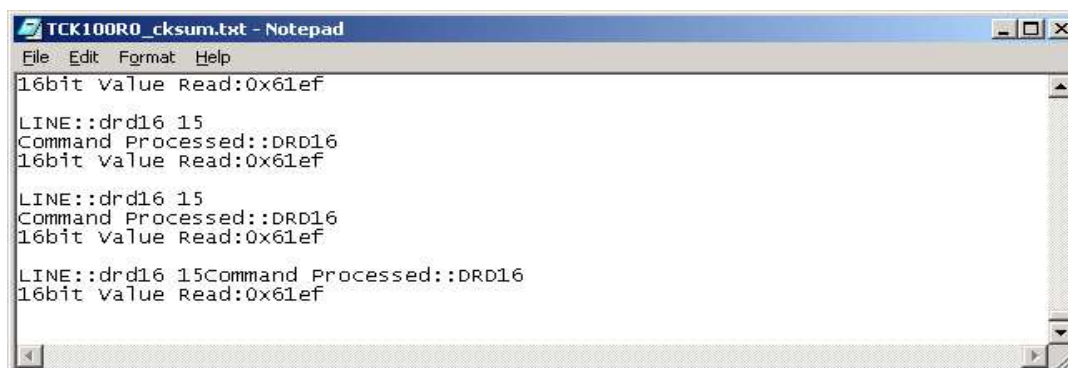 TCK100R0_cksum.txt - Notepad
File Edit Format Help
16bit Value Read:0x61ef
LINE::drd16 15
Command Processed::DRD16
16bit Value Read:0x61ef
LINE::drd16 15
Command Processed::DRD16
16bit Value Read:0x61ef
LINE::drd16 15Command Processed::DRD16
16bit Value Read:0x61ef